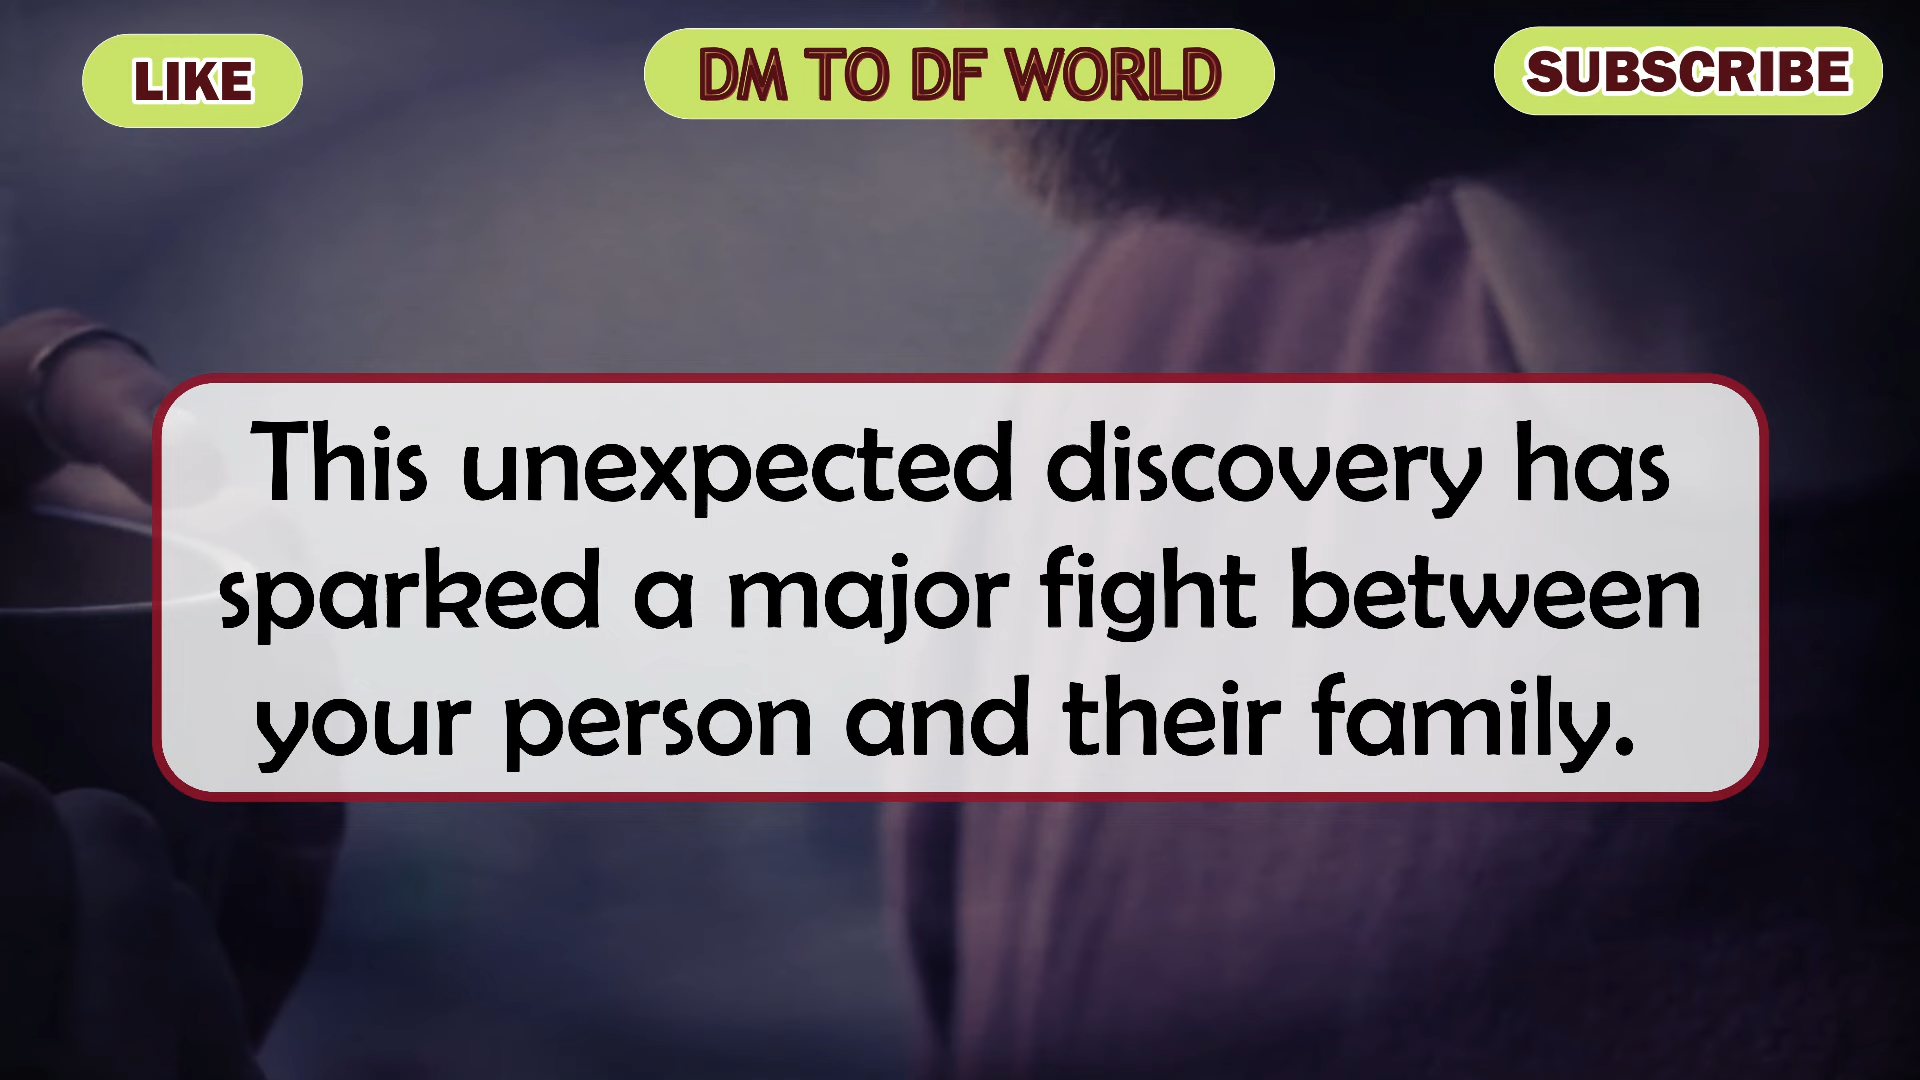 LIKE
DM TO DF WORLD
SUBSCRIBE
This unexpected discovery has
sparked a major fight between
your person and their family.